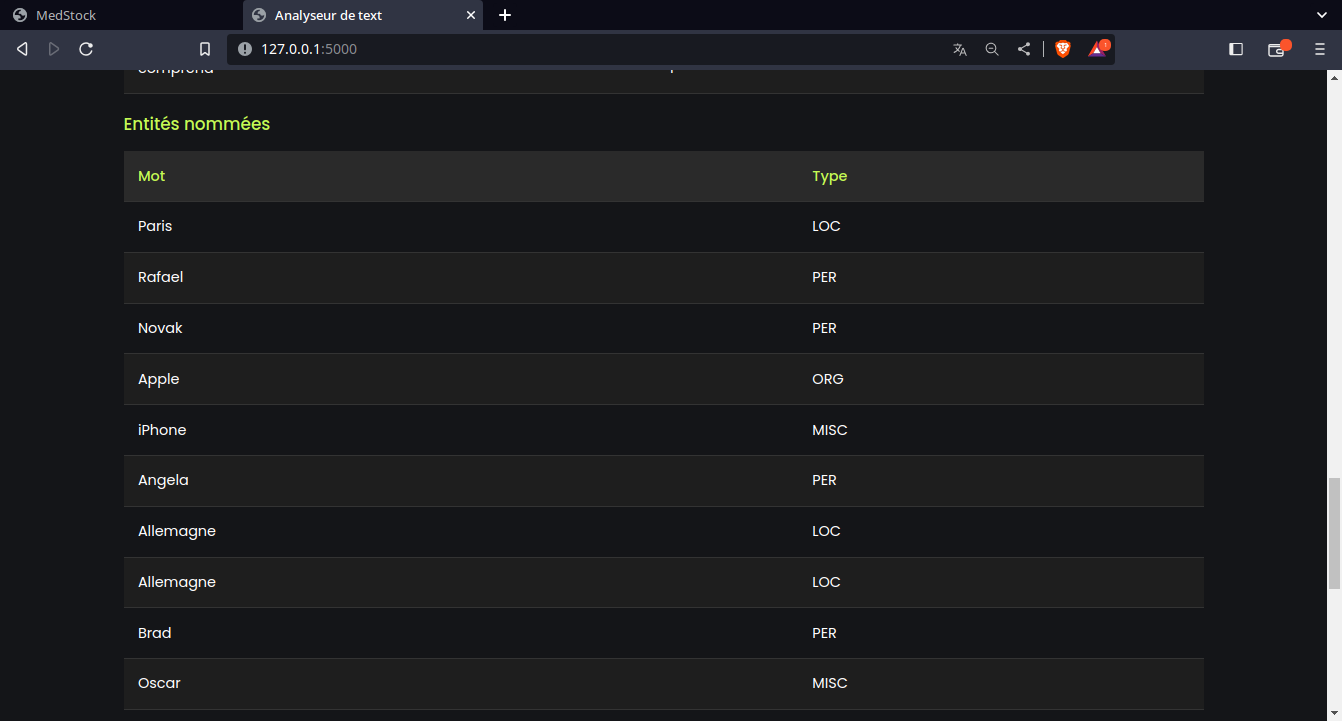 MedStock
Analyseur de text
127.0.0.1:5000
comprend
Entités nommées
Mot Type
Paris LOC
Rafael PER
Novak PER
Apple ORG
iPhone MISC
Angela PER
Allemagne LOC
Allemagne LOC
Brad PER
Oscar MISC